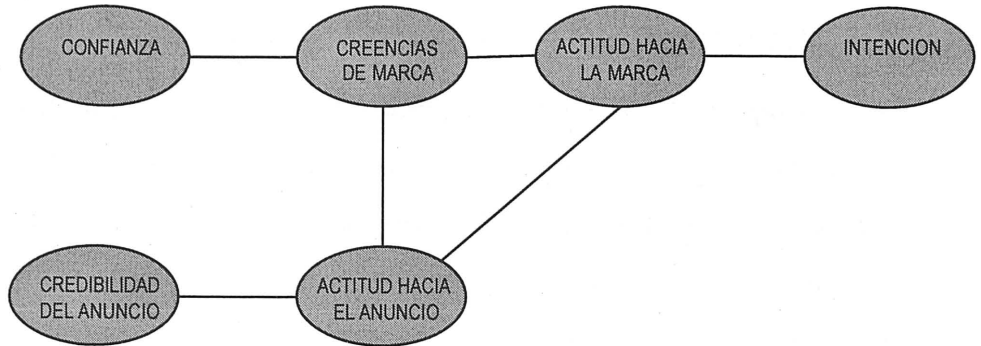 CONFIANZA
CREENCIAS
DE MARCA
ACTITUD HACIA
LA MARCA
INTENCION
CREDIBILIDAD
DEL ANUNCIO
ACTITUD HACIA
EL ANUNCIO